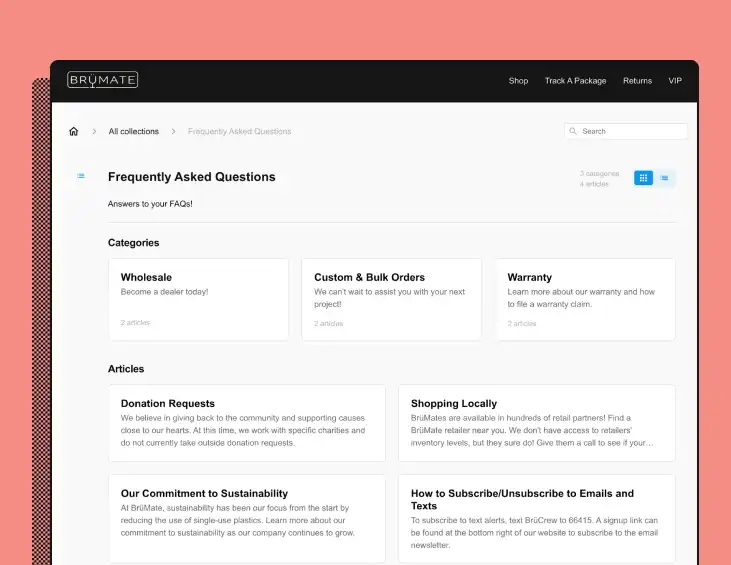 BRÜMATE
Shop Track A Package Returns VIP
All collections Frequently Asked Questions
Search
Frequently Asked Questions
3 categories
4 articles
Answers to your FAQs!
Categories
Wholesale
Become a dealer today!
2 articles
Custom & Bulk Orders
We can't wait to assist you with your next
project!
2 articles
Warranty
Learn more about our warranty and how
to file a warranty claim.
2 articles
Articles
Donation Requests
We believe in giving back to the community and supporting causes
close to our hearts. At this time, we work with specific charities and
do not currently take outside donation requests.
Shopping Locally
BrüMates are available in hundreds of retail partners! Find a
BrüMate retailer near you. We don't have access to retailers'
inventory levels, but they sure do! Give them a call to see if your…
Our Commitment to Sustainability
At BrüMate, sustainability has been our focus from the start by
reducing the use of single-use plastics. Learn more about our
commitment to sustainability as our company continues to grow.
How to Subscribe/Unsubscribe to Emails and
Texts
To subscribe to text alerts, text BrüCrew to 66415. A signup link can
be found at the bottom right of our website to subscribe to the email
newsletter.